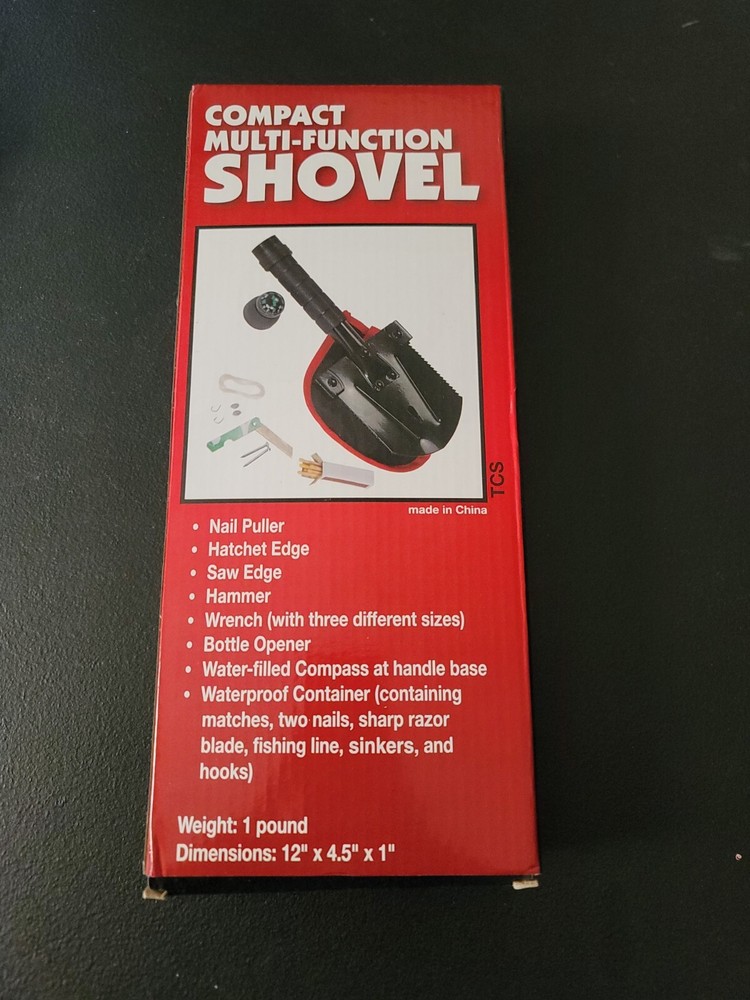 COMPACT
MULTI-FUNCTION
SHOVEL
TCS
made in China
• Nail Puller
• Hatchet Edge
• Saw Edge
• Hammer
• Wrench (with three different sizes)
• Bottle Opener
• Water-filled Compass at handle base
• Waterproof Container (containing
matches, two nails, sharp razor
blade, fishing line, sinkers, and
hooks)
Weight: 1 pound
Dimensions: 12" x 4.5" x 1"